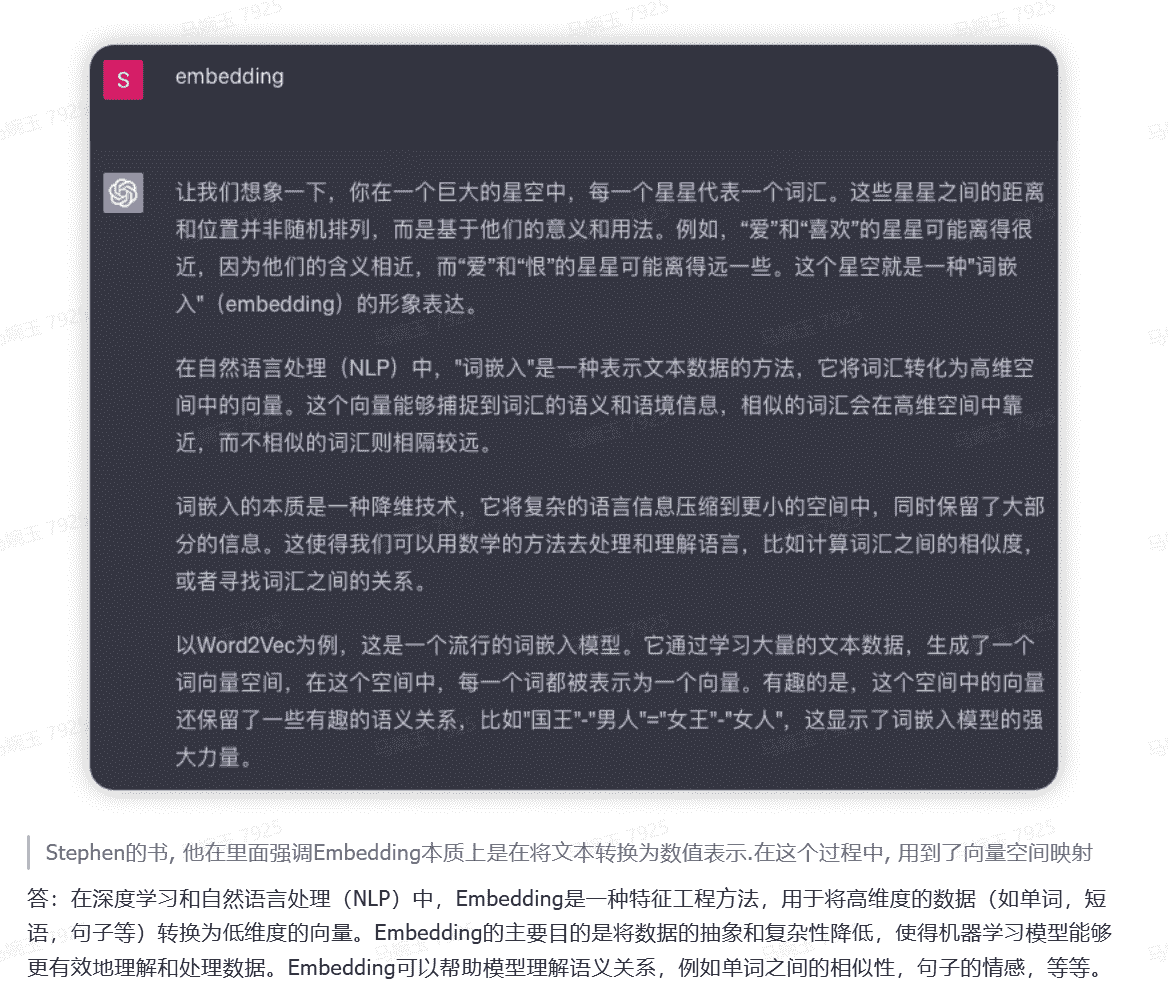 S
embedding
让我们想象一下，你在一个巨大的星空中，每一个星星代表一个词汇。这些星星之间的距离
和位置并非随机排列，而是基于他们的意义和用法。例如，“爱”和“喜欢”的星星可能离得很
近，因为他们的含义相近，而“爱”和“恨”的星星可能离得远一些。这个星空就是一种"词嵌
入"（embedding）的形象表达。
在自然语言处理（NLP）中，"词嵌入"是一种表示文本数据的方法，它将词汇转化为高维空
间中的向量。这个向量能够捕捉到词汇的语义和语境信息，相似的词汇会在高维空间中靠
近，而不相似的词汇则相隔较远。
词嵌入的本质是一种降维技术，它将复杂的语言信息压缩到更小的空间中，同时保留了大部
分的信息。这使得我们可以用数学的方法去处理和理解语言，比如计算词汇之间的相似度，
或者寻找词汇之间的关系。
以Word2Vec为例，这是一个流行的词嵌入模型。它通过学习大量的文本数据，生成了一个
词向量空间，在这个空间中，每一个词都被表示为一个向量。有趣的是，这个空间中的向量
还保留了一些有趣的语义关系，比如"国王"-"男人"="女王"-"女人"，这显示了词嵌入模型的强
大力量。
Stephen的书, 他在里面强调Embedding本质上是在将文本转换为数值表示.在这个过程中, 用到了向量空间映射
答：在深度学习和自然语言处理（NLP）中，Embedding是一种特征工程方法，用于将高维度的数据（如单词，短
语，句子等）转换为低维度的向量。Embedding的主要目的是将数据的抽象和复杂性降低，使得机器学习模型能够
更有效地理解和处理数据。Embedding可以帮助模型理解语义关系，例如单词之间的相似性，句子的情感，等等。
马婉玉 7925